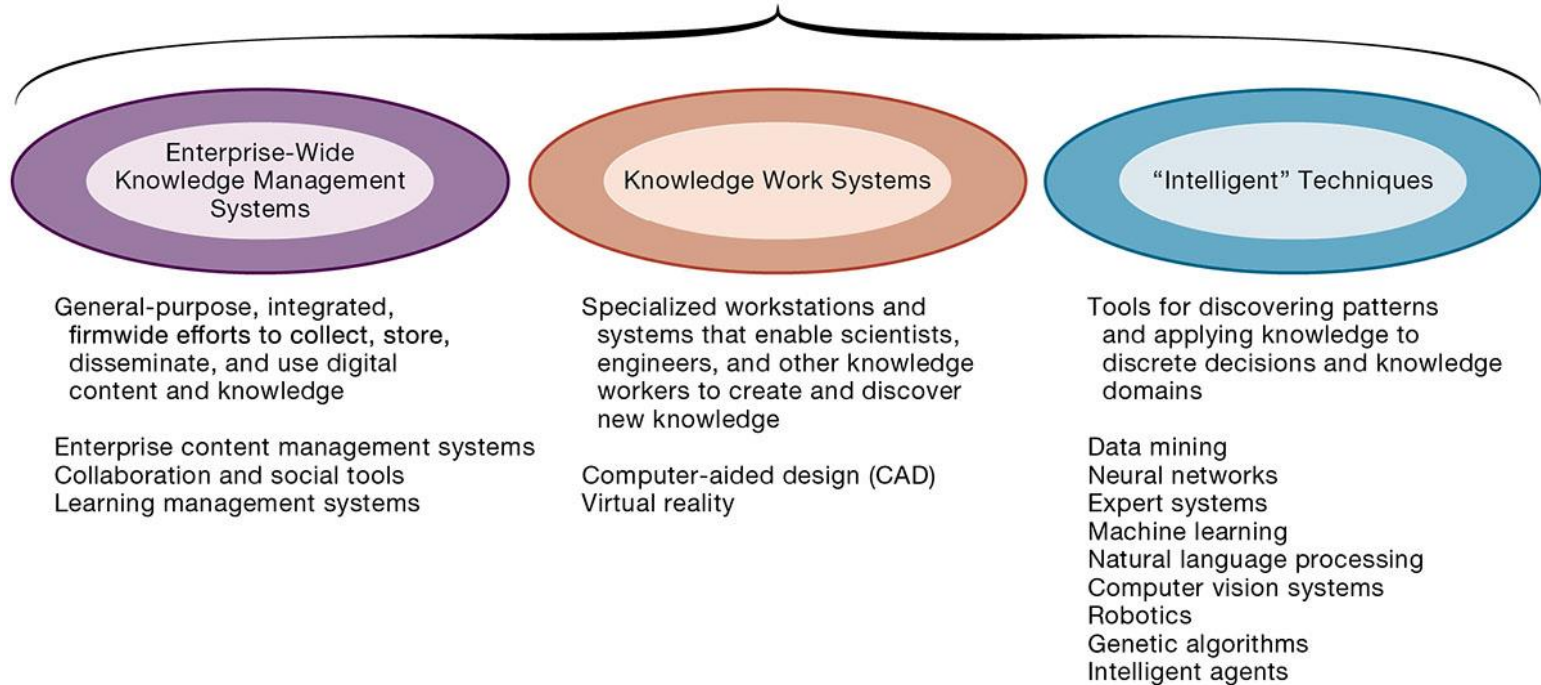 Enterprise-Wide
Knowledge Management
Systems
General-purpose, integrated,
firmwide efforts to collect, store,
disseminate, and use digital
content and knowledge
Enterprise content management systems
Collaboration and social tools
Learning management systems
Knowledge Work Systems
Specialized workstations and
systems that enable scientists,
engineers, and other knowledge
workers to create and discover
new knowledge
Computer-aided design (CAD)
Virtual reality
“Intelligent” Techniques
Tools for discovering patterns
and applying knowledge to
discrete decisions and knowledge
domains
Data mining
Neural networks
Expert systems
Machine learning
Natural language processing
Computer vision systems
Robotics
Genetic algorithms
Intelligent agents